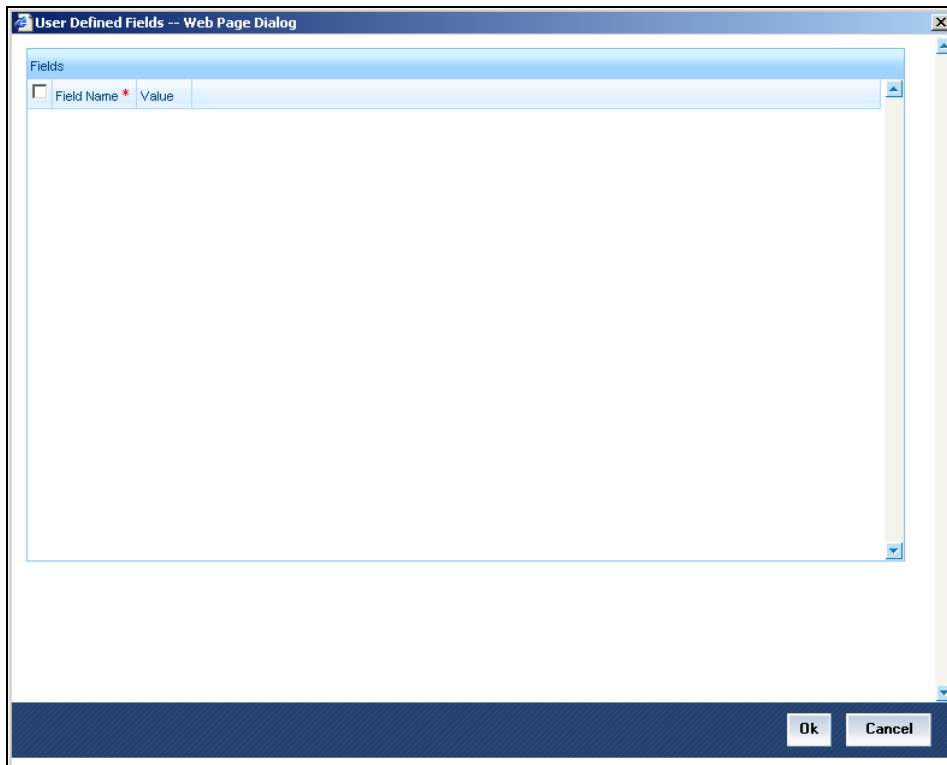 User Defined Fields -- Web Page Dialog
Fields
Field Name * Value
Ok Cancel